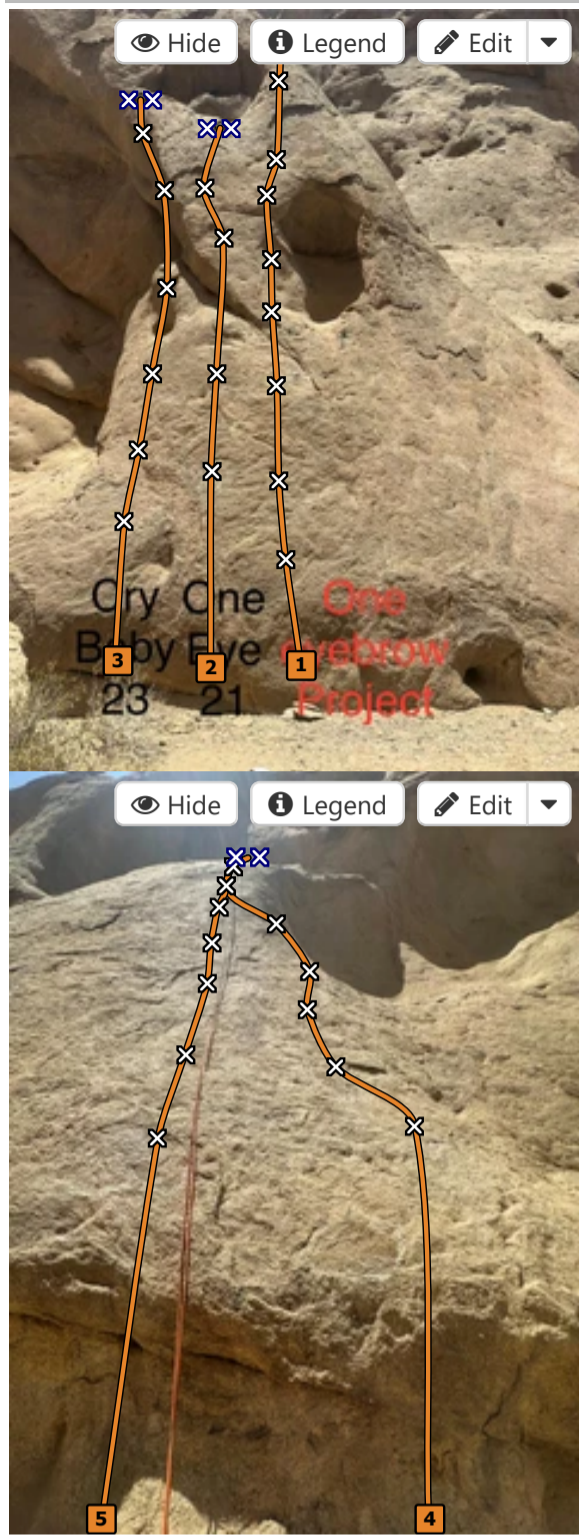 Hide Legend Edit
Cry One One
Baby Eye eyebrow
3 2 1
23 21 Project
Hide Legend Edit
5 4